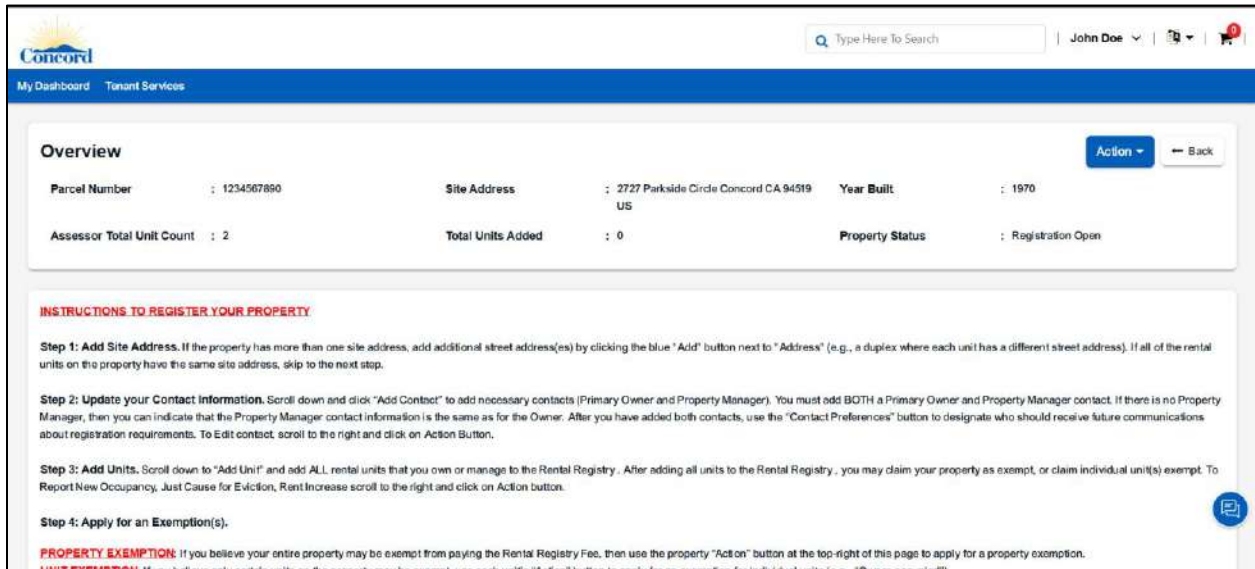 Concord
Type Here To Search
John Doe
0
My Dashboard Tenant Services
Overview
Action
Back
Parcel Number : 1234567890 Site Address : 2727 Parkside Circle Concord CA 94519 Year Built : 1970
US
Assessor Total Unit Count : 2 Total Units Added : 0 Property Status : Registration Open
INSTRUCTIONS TO REGISTER YOUR PROPERTY
Step 1: Add Site Address. If the property has more than one site address, add additional street address(es) by clicking the blue "Add" button next to "Address" (e.g., a duplex where each unit has a different street address). If all of the rental
units on the property have the same site address, skip to the next step.
Step 2: Update your Contact Information. Scroll down and click "Add Contact" to add necessary contacts (Primary Owner and Property Manager). You must add BOTH a Primary Owner and Property Manager contact. If there is no Property
Manager, then you can indicate that the Property Manager contact information is the same as for the Owner. After you have added both contacts, use the "Contact Preferences" button to designate who should receive future communications
about registration requirements. To Edit contact, scroll to the right and click on Action Button.
Step 3: Add Units. Scroll down to "Add Unit" and add ALL rental units that you own or manage to the Rental Registry . After adding all units to the Rental Registry , you may claim your property as exempt, or claim individual unit(s) exempt. To
Report New Occupancy, Just Cause for Eviction, Rent Increase scroll to the right and click on Action button.
Step 4: Apply for an Exemption(s).
PROPERTY EXEMPTION: If you believe your entire property may be exempt from paying the Rental Registry Fee, then use the property "Action" button at the top-right of this page to apply for a property exemption.